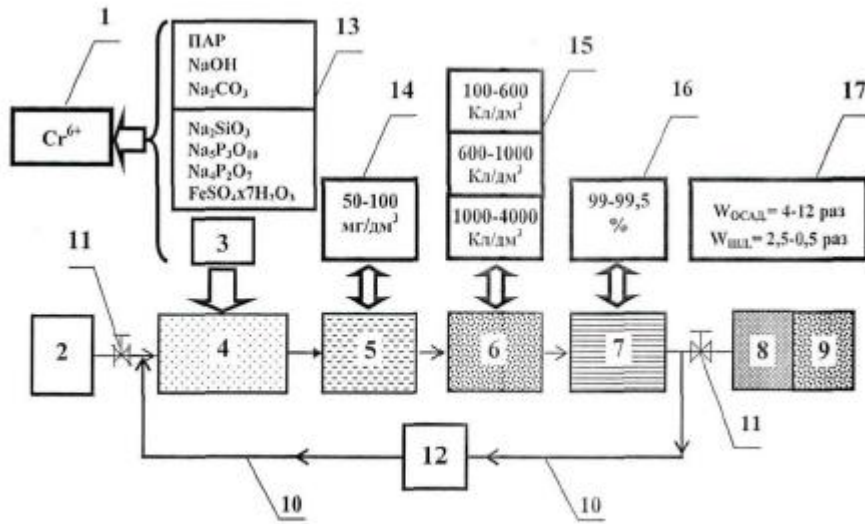 1
ПАР
NaOH
Na₂CO₃
13
Cr⁶⁺
Na₂SiO₃
Na₅P₃O₁₀
Na₄P₂O₇
FeSO₄x7H₂O₃
3
14
50-100
мг/дм³
100-600
Кл/дм³
600-1000
Кл/дм³
1000-4000
Кл/дм³
15
16
99-99,5
%
17
WОСАД.= 4-12 раз
WШЛ.= 2,5-0,5 раз
11
2
4
5
6
7
8
9
11
12
10
10